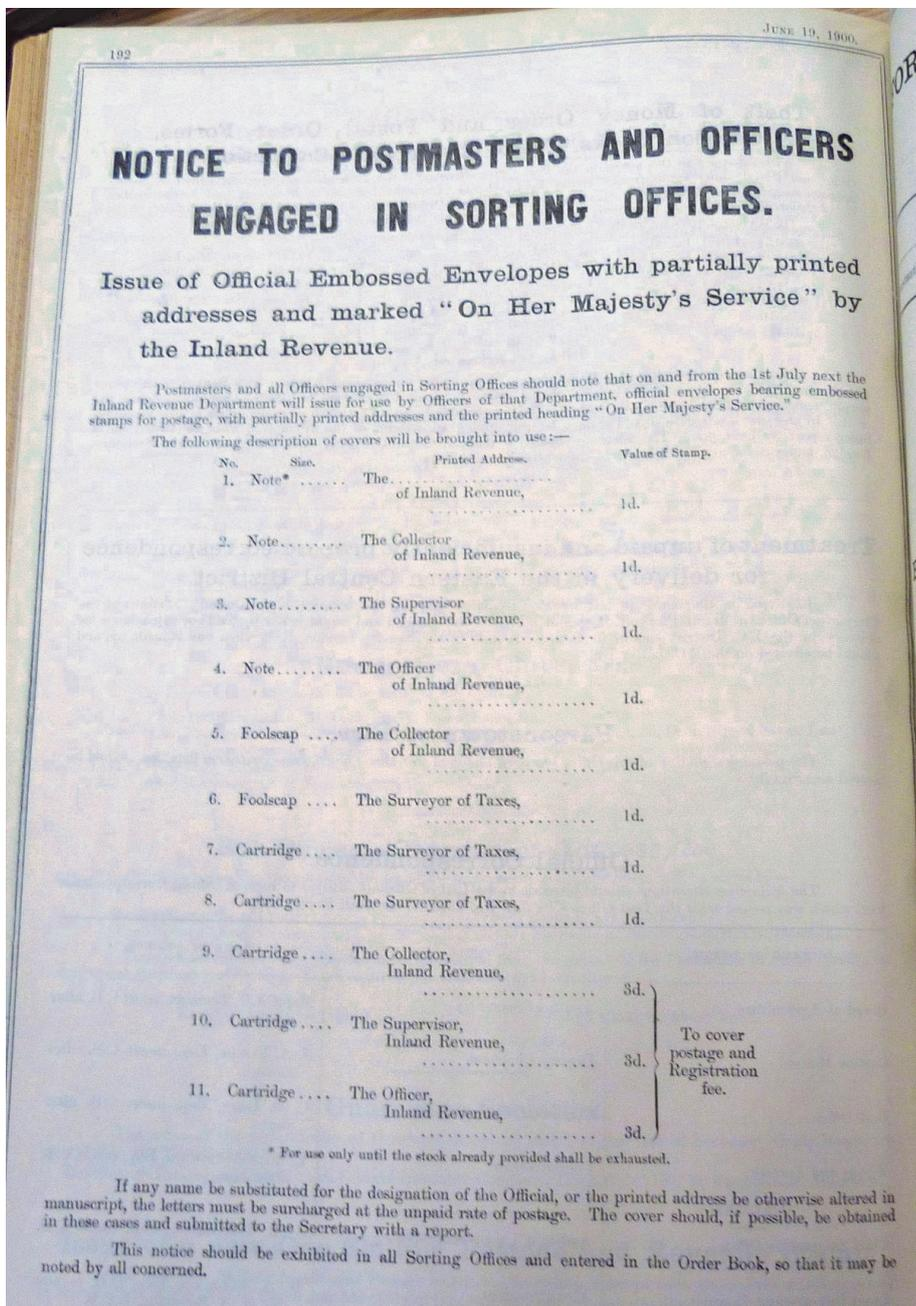 192
JUNE 19, 1900.
NOTICE TO POSTMASTERS AND OFFICERS
ENGAGED IN SORTING OFFICES.
Issue of Official Embossed Envelopes with partially printed
addresses and marked “On Her Majesty’s Service” by
the Inland Revenue.
Postmasters and all Officers engaged in Sorting Offices should note that on and from the 1st July next the
Inland Revenue Department will issue for use by Officers of that Department, official envelopes bearing embossed
stamps for postage, with partially printed addresses and the printed heading “On Her Majesty’s Service.”
The following description of covers will be brought into use:—
No. Size. Printed Address. Value of Stamp.
1. Note* ...... The........................
of Inland Revenue,
........................ 1d.
2. Note........ The Collector
of Inland Revenue,
........................ 1d.
3. Note........ The Supervisor
of Inland Revenue,
........................ 1d.
4. Note........ The Officer
of Inland Revenue,
........................ 1d.
5. Foolscap .... The Collector
of Inland Revenue,
........................ 1d.
6. Foolscap .... The Surveyor of Taxes,
........................ 1d.
7. Cartridge .... The Surveyor of Taxes,
........................ 1d.
8. Cartridge .... The Surveyor of Taxes,
........................ 1d.
9. Cartridge .... The Collector,
Inland Revenue,
........................ 3d.
10. Cartridge .... The Supervisor,
Inland Revenue,
........................ 3d.
11. Cartridge .... The Officer,
Inland Revenue,
........................ 3d.
To cover
postage and
Registration
fee.
* For use only until the stock already provided shall be exhausted.
If any name be substituted for the designation of the Official, or the printed address be otherwise altered in
manuscript, the letters must be surcharged at the unpaid rate of postage. The cover should, if possible, be obtained
in these cases and submitted to the Secretary with a report.
This notice should be exhibited in all Sorting Offices and entered in the Order Book, so that it may be
noted by all concerned.